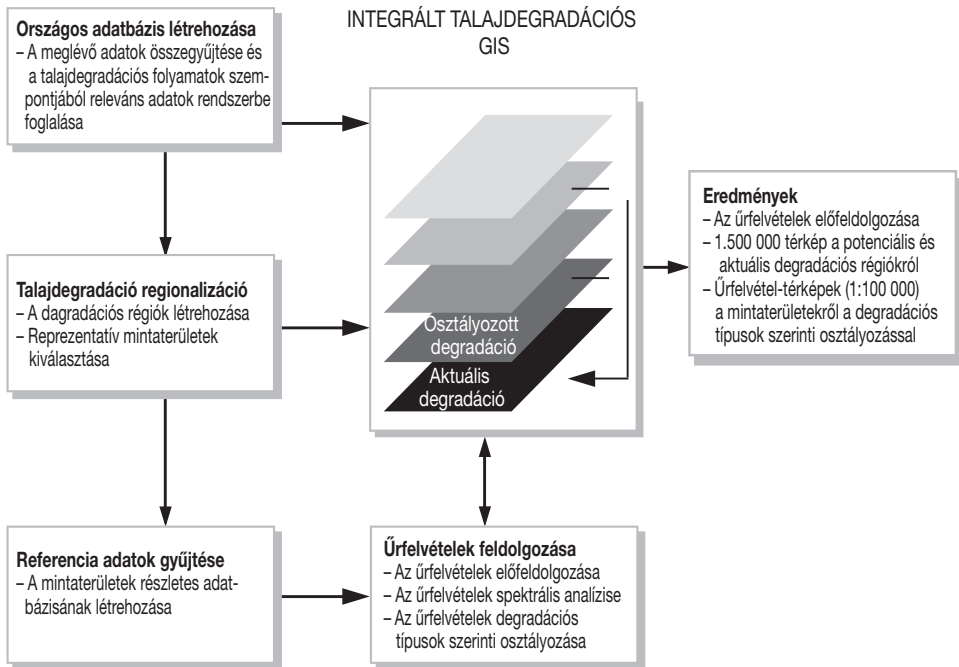 Országos adatbázis létrehozása
– A meglévő adatok összegyűjtése és
a talajdegradációs folyamatok szem-
pontjából releváns adatok rendszerbe
foglalása
INTEGRÁLT TALAJDEGRADÁCIÓS
GIS
Talajdegradáció regionalizáció
– A dagradációs régiók létrehozása
– Reprezentatív mintaterületek
kiválasztása
Osztályozott
degradáció
Aktuális
degradáció
Eredmények
– Az űrfelvételek előfeldolgozása
– 1.500 000 térkép a potenciális és
aktuális degradációs régiókról
– Űrfelvétel-térképek (1:100 000)
a mintaterületekről a degradációs
típusok szerinti osztályozással
Referencia adatok gyűjtése
– A mintaterületek részletes adat-
bázisának létrehozása
Űrfelvételek feldolgozása
– Az űrfelvételek előfeldolgozása
– Az űrfelvételek spektrális analízise
– Az űrfelvételek degradációs
típusok szerinti osztályozása